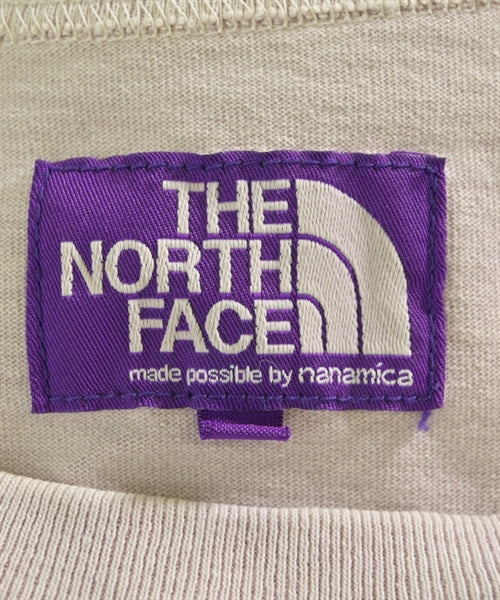 THE
NORTH
FACE
made possible by nanamica